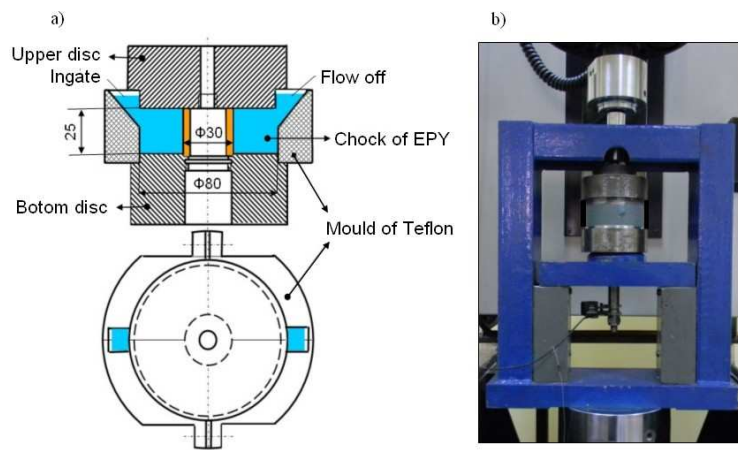 a)
b)
Upper disc
Ingate
Flow off
25
Φ30
Chock of EPY
Φ80
Botom disc
Mould of Teflon